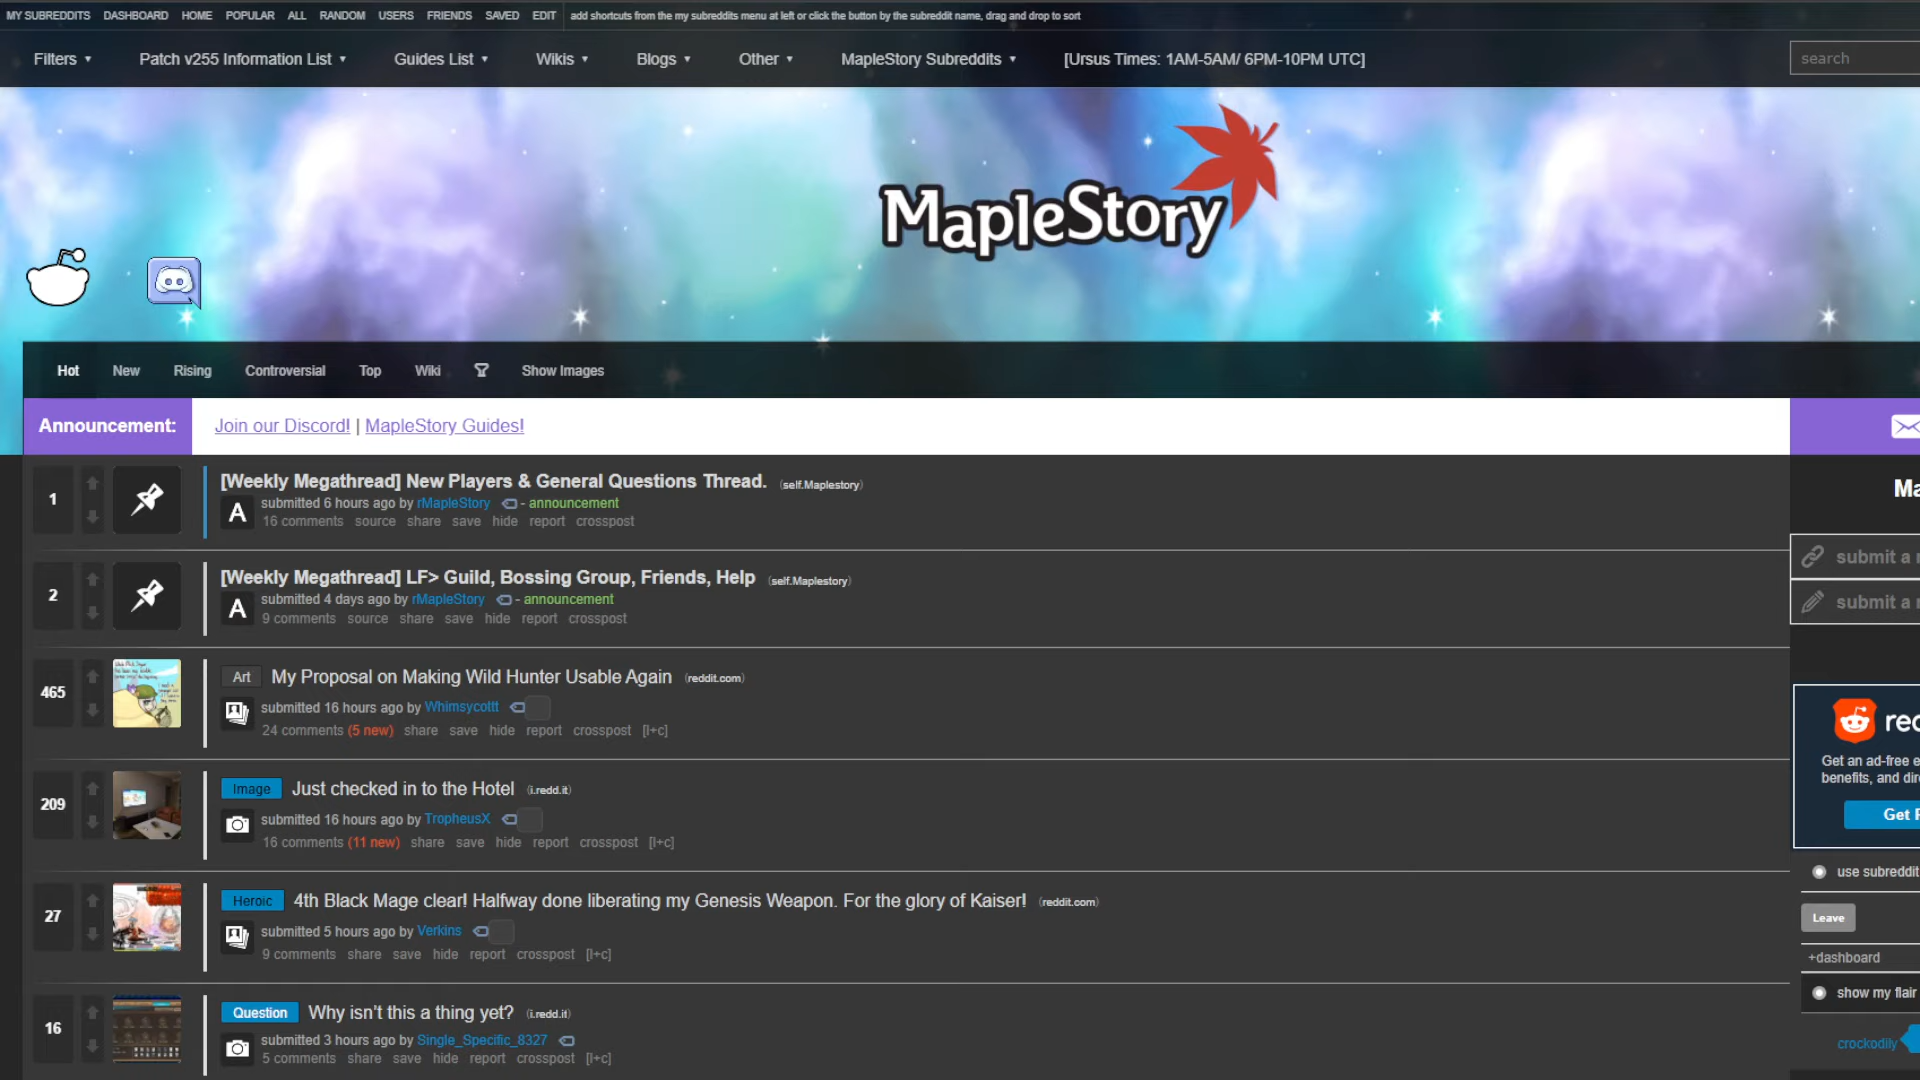 MY SUBREDDITS DASHBOARD HOME POPULAR ALL RANDOM USERS FRIENDS SAVED EDIT add shortcuts from the my subreddits menu at left or click the button by the subreddit name, drag and drop to sort
Filters Patch v255 Information List Guides List Wikis Blogs Other MapleStory Subreddits [Ursus Times: 1AM-5AM/ 6PM-10PM UTC] search
MapleStory
Hot New Rising Controversial Top Wiki Show Images
Announcement: Join our Discord! | MapleStory Guides!
1 [Weekly Megathread] New Players & General Questions Thread. (self.Maplestory)
A submitted 6 hours ago by rMapleStory - announcement
16 comments source share save hide report crosspost
2 [Weekly Megathread] LF> Guild, Bossing Group, Friends, Help (self.Maplestory)
A submitted 4 days ago by rMapleStory - announcement
9 comments source share save hide report crosspost
465 Art My Proposal on Making Wild Hunter Usable Again (reddit.com)
submitted 16 hours ago by Whimsycottt
24 comments (5 new) share save hide report crosspost [l+c]
209 Image Just checked in to the Hotel (i.redd.it)
submitted 16 hours ago by TropheusX
16 comments (11 new) share save hide report crosspost [l+c]
27 Heroic 4th Black Mage clear! Halfway done liberating my Genesis Weapon. For the glory of Kaiser! (reddit.com)
submitted 5 hours ago by Verkins
9 comments share save hide report crosspost [l+c]
16 Question Why isn't this a thing yet? (i.redd.it)
submitted 3 hours ago by Single_Specific_8327
5 comments share save hide report crosspost [l+c]
Ma
submit a
submit a
red
Get an ad-free e
benefits, and dir
Get
use subreddit
Leave
+dashboard
show my flair
crockodily